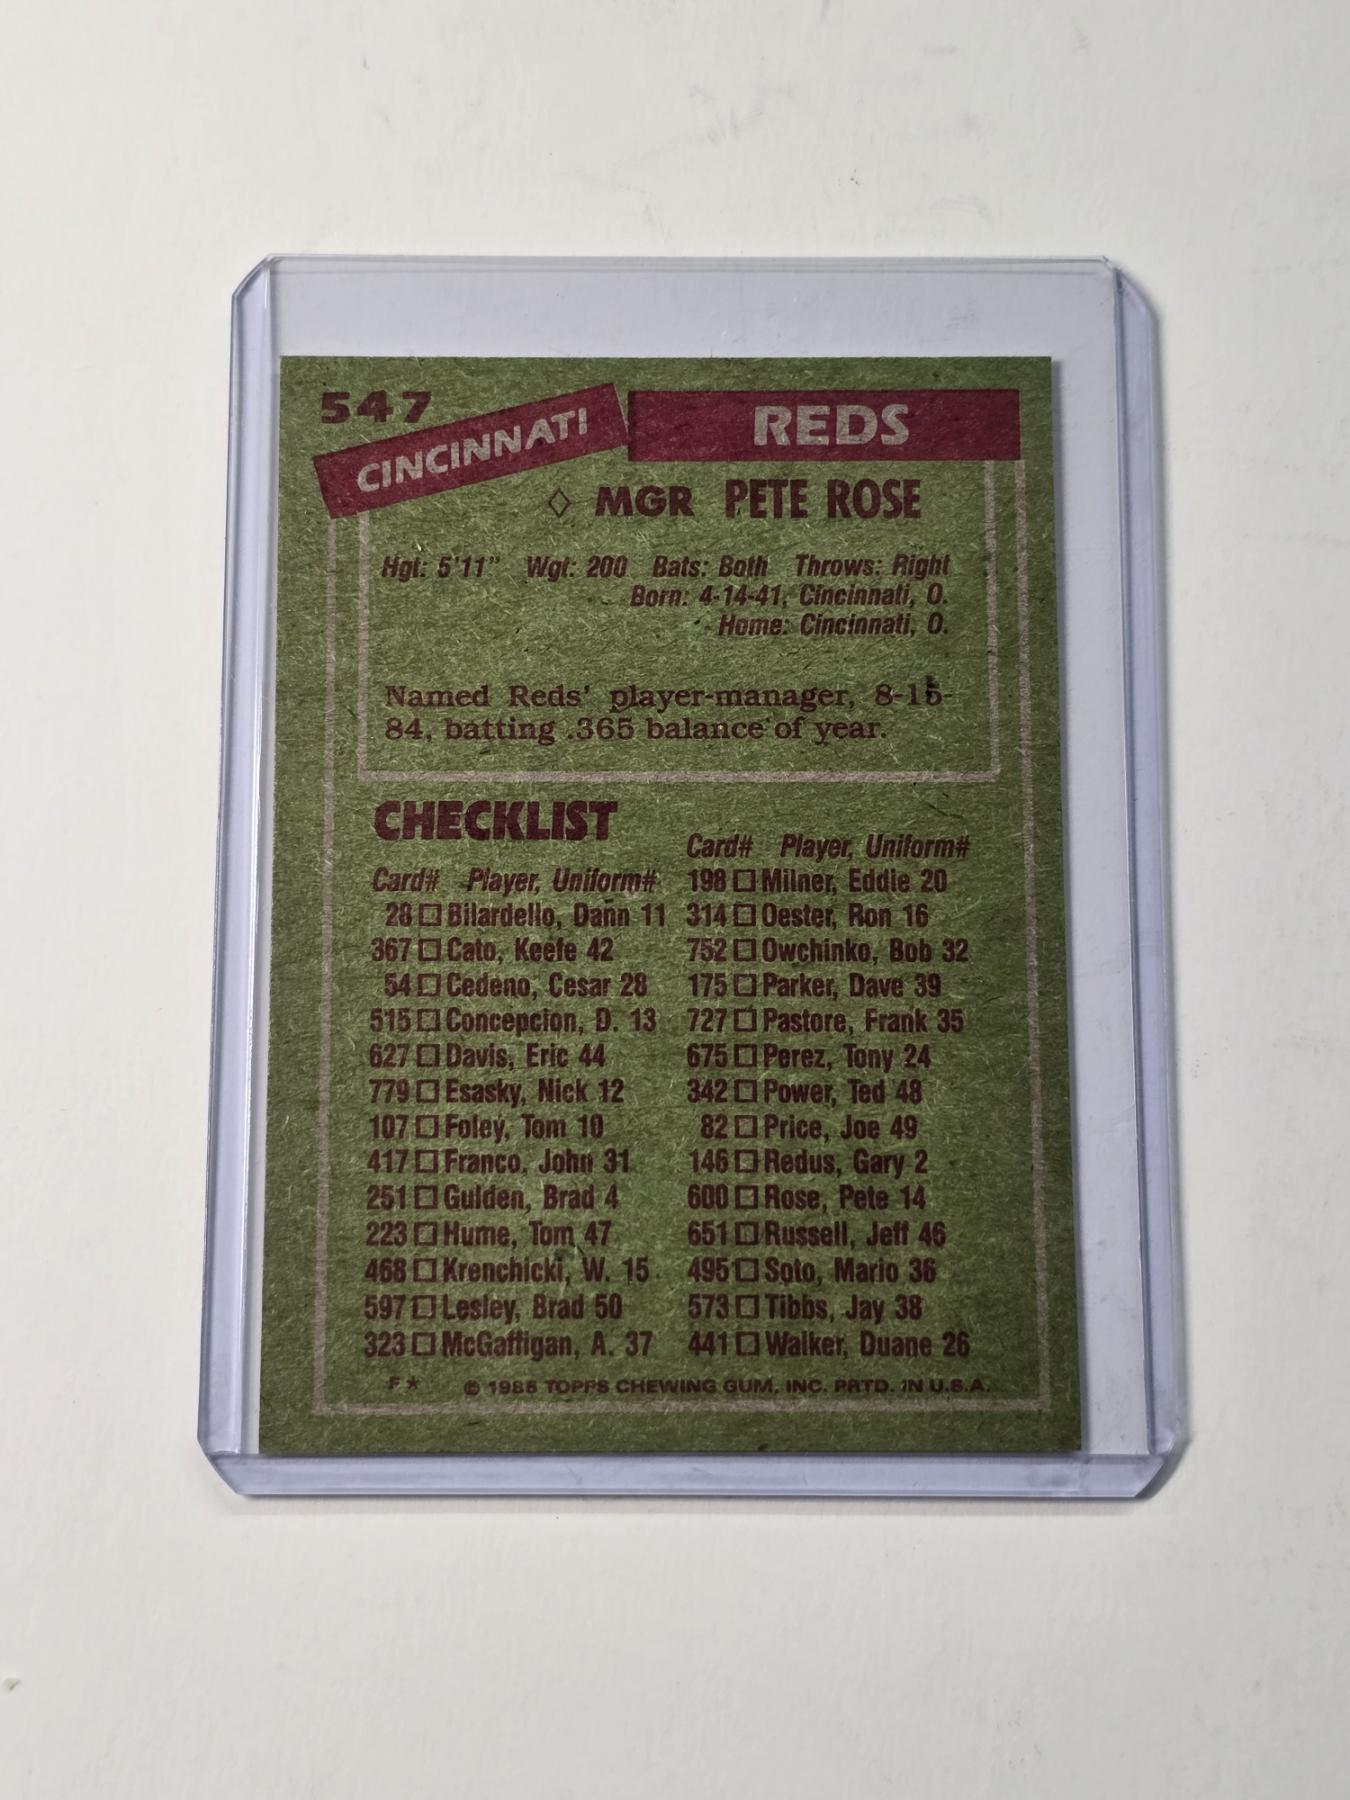 547
CINCINNATI REDS
◇ MGR PETE ROSE
Hgt: 5'11" Wgt: 200 Bats: Both Throws: Right
Born: 4-14-41, Cincinnati, O.
Home: Cincinnati, O.
Named Reds' player-manager, 8-15-
84, batting .365 balance of year.
CHECKLIST
Card# Player, Uniform#
28 □ Bilardello, Dann 11
367 □ Cato, Keefe 42
54 □ Cedeno, Cesar 28
515 □ Concepcion, D. 13
627 □ Davis, Eric 44
779 □ Esasky, Nick 12
107 □ Foley, Tom 10
417 □ Franco, John 31
251 □ Gulden, Brad 4
223 □ Hume, Tom 47
468 □ Krenchicki, W. 15
597 □ Lesley, Brad 50
323 □ McGaffigan, A. 37
Card# Player, Uniform#
198 □ Milner, Eddie 20
314 □ Oester, Ron 16
752 □ Owchinko, Bob 32
175 □ Parker, Dave 39
727 □ Pastore, Frank 35
675 □ Perez, Tony 24
342 □ Power, Ted 48
82 □ Price, Joe 49
146 □ Redus, Gary 2
600 □ Rose, Pete 14
651 □ Russell, Jeff 46
495 □ Soto, Mario 36
573 □ Tibbs, Jay 38
441 □ Walker, Duane 26
F★ © 1985 TOPPS CHEWING GUM, INC. PRTD. IN U.S.A.